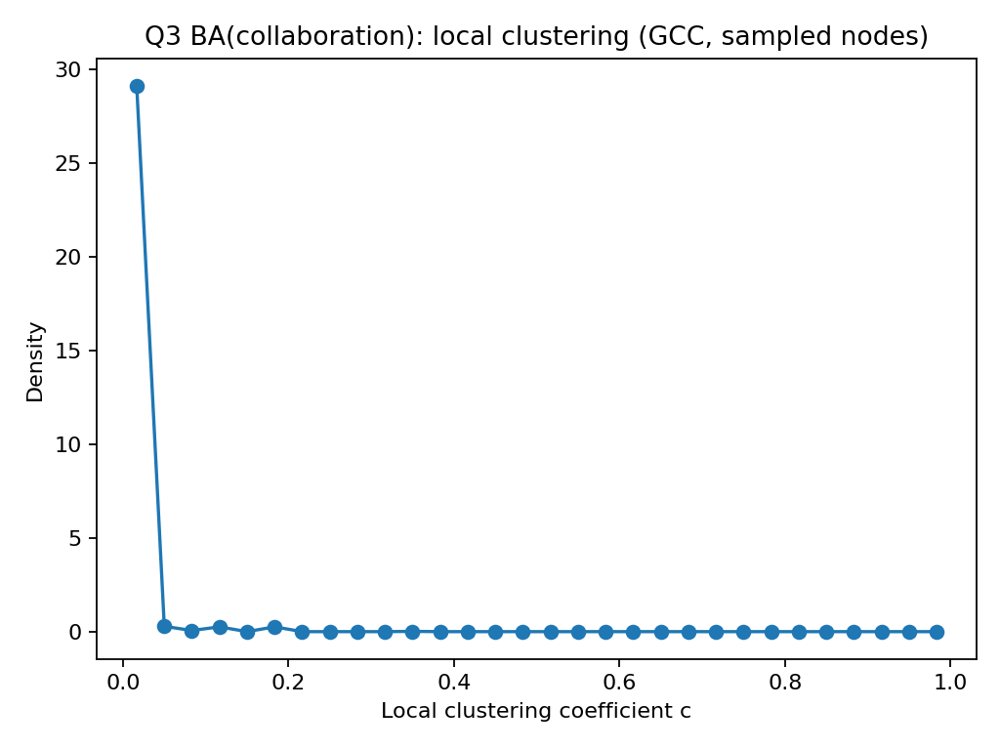 Q3 BA(collaboration): local clustering (GCC, sampled nodes)
30
25
20
15
10
5
0
Density
0.0 0.2 0.4 0.6 0.8 1.0
Local clustering coefficient c